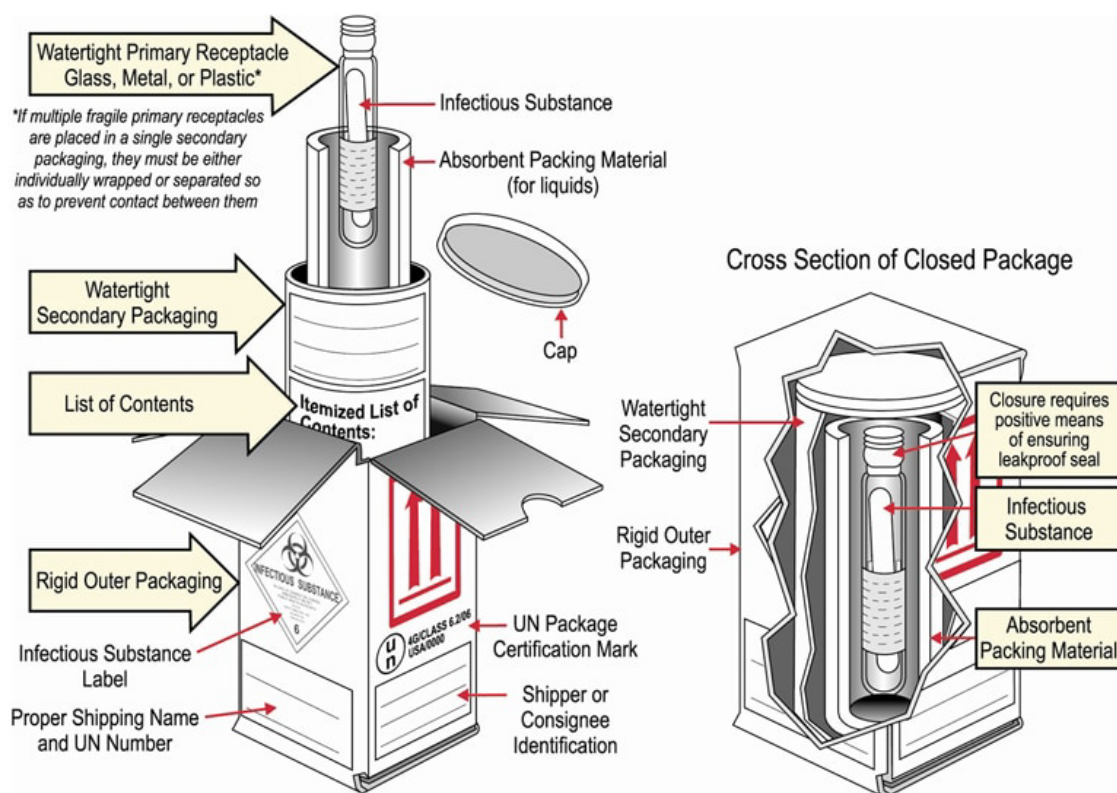 Watertight Primary Receptacle
Glass, Metal, or Plastic*
*If multiple fragile primary receptacles
are placed in a single secondary
packaging, they must be either
individually wrapped or separated so
as to prevent contact between them
Infectious Substance
Absorbent Packing Material
(for liquids)
Cap
Watertight
Secondary Packaging
List of Contents
Itemized List of
Contents:
Rigid Outer Packaging
INFECTIOUS SUBSTANCE
6
un
4G/CLASS 6.2/06
USA/0000
Infectious Substance
Label
Proper Shipping Name
and UN Number
UN Package
Certification Mark
Shipper or
Consignee
Identification
Cross Section of Closed Package
Watertight
Secondary
Packaging
Rigid Outer
Packaging
Closure requires
positive means
of ensuring
leakproof seal
Infectious
Substance
Absorbent
Packing Material